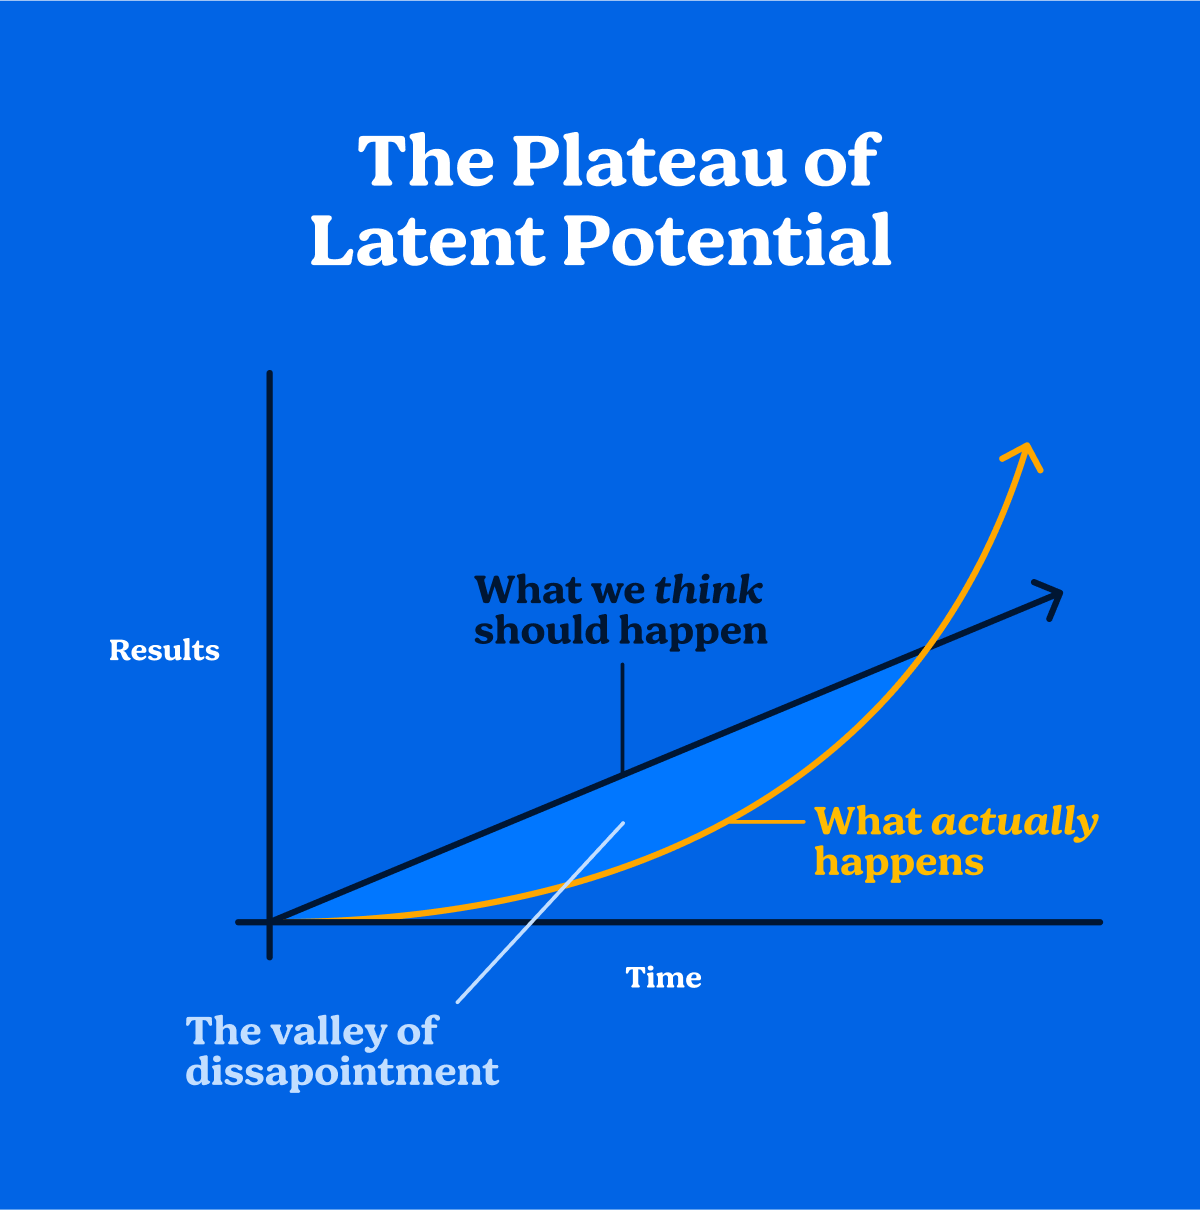 The Plateau of
Latent Potential
What we think
should happen
Results
What actually
happens
Time
The valley of
dissapointment